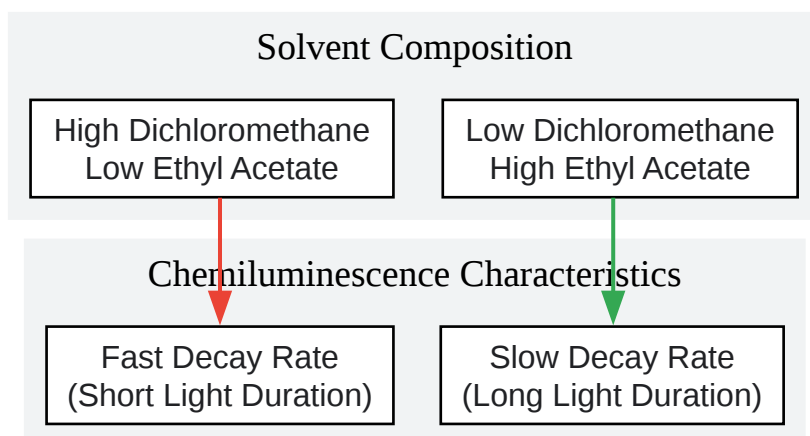 Solvent Composition
High Dichloromethane
Low Ethyl Acetate
Low Dichloromethane
High Ethyl Acetate
Chemiluminescence Characteristics
Fast Decay Rate
(Short Light Duration)
Slow Decay Rate
(Long Light Duration)